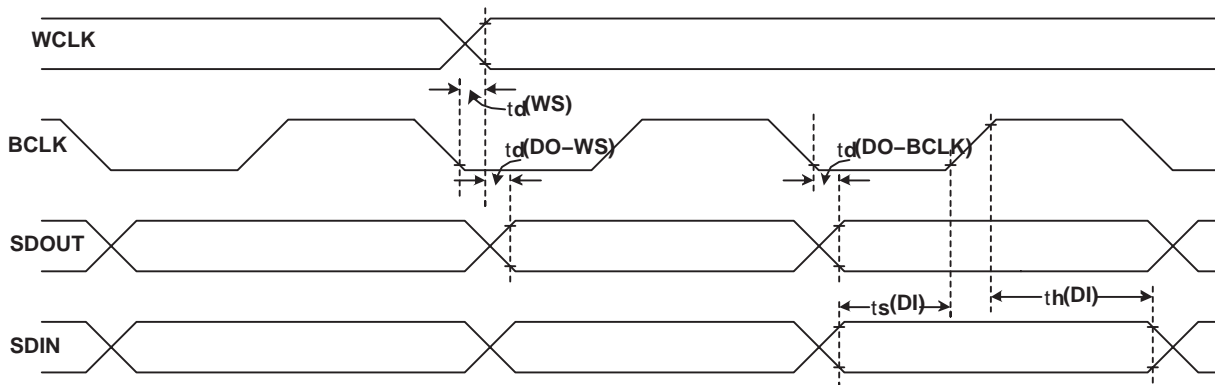 WCLK
td(WS)
BCLK
td(DO−WS)
td(DO−BCLK)
SDOUT
ts(DI)
th(DI)
SDIN